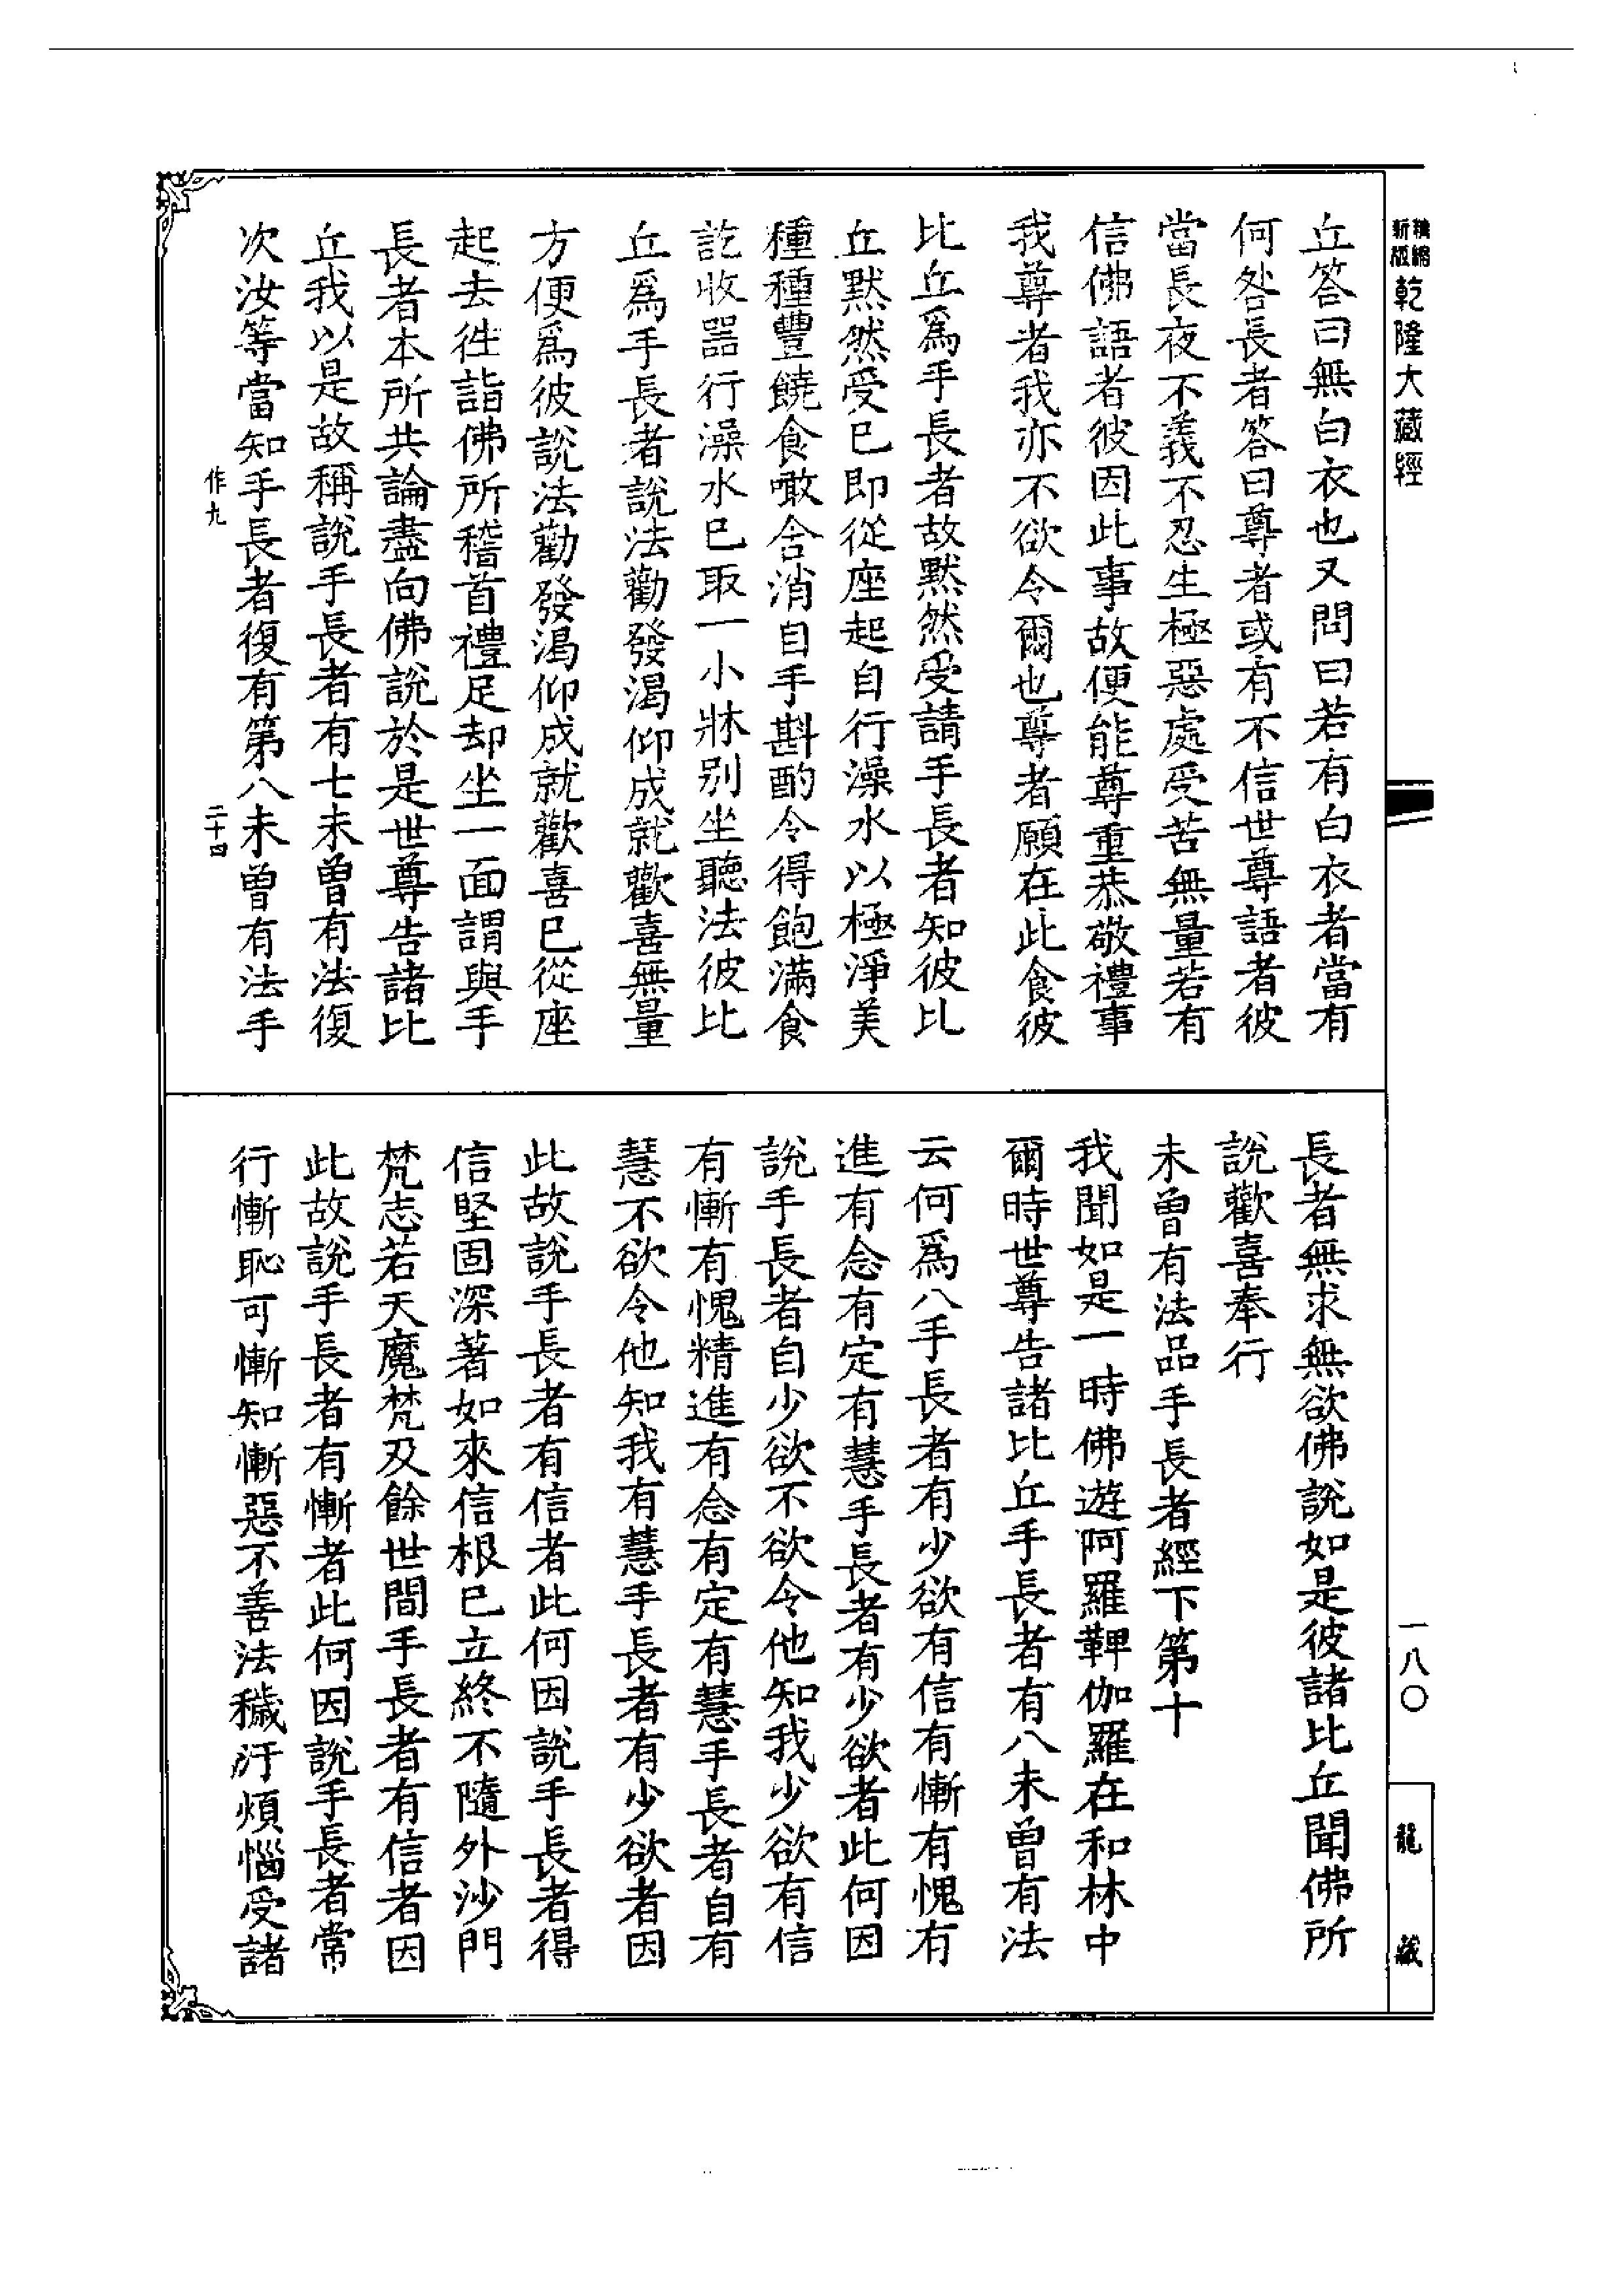 精縮
新版
乾隆大藏經
一八〇
龍藏
丘答曰無白衣也又問曰若有白衣者當有
何咎長者答曰尊者或有不信世尊語者彼
當長夜不義不忍生極惡處受苦無量若有
信佛語者彼因此事故便能尊重恭敬禮事
我尊者我亦不欲令爾也尊者願在此食彼
比丘為手長者故默然受請手長者知彼比
丘默然受已即從座起自行澡水以極淨美
種種豐饒食噉含消自手斟酌令得飽滿食
訖收器行澡水已取一小牀別坐聽法彼比
丘為手長者說法勸發渴仰成就歡喜無量
方便為彼說法勸發渴仰成就歡喜已從座
起去徃詣佛所稽首禮足却坐一面謂與手
長者本所共論盡向佛說於是世尊告諸比
丘我以是故稱說手長者有七未曾有法復
次汝等當知手長者復有第八未曾有法手
作九
二十四
長者無求無欲佛說如是彼諸比丘聞佛所
說歡喜奉行
未曾有法品手長者經下第十
我聞如是一時佛遊阿羅鞞伽羅在和林中
爾時世尊告諸比丘手長者有八未曾有法
云何為八手長者有少欲有信有慚有愧有
進有念有定有慧手長者有少欲者此何因
說手長者自少欲不欲令他知我少欲有信
有慚有愧精進有念有定有慧手長者自有
慧不欲令他知我有慧手長者有少欲者因
此故說手長者有信者此何因說手長者得
信堅固深著如來信根已立終不隨外沙門
梵志若天魔梵及餘世間手長者有信者因
此故說手長者有慚者此何因說手長者常
行慚恥可慚知慚惡不善法穢汙煩惱受諸